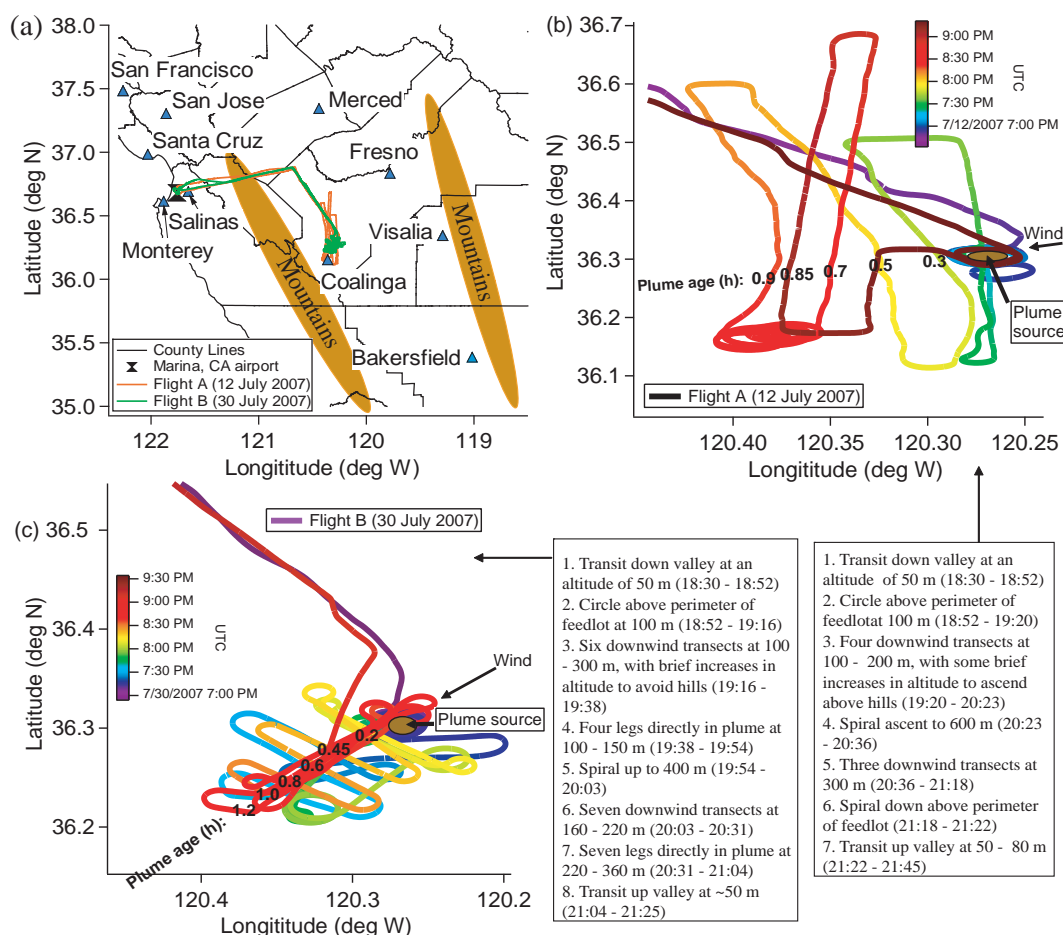 (a)
38.0
37.5
37.0
36.5
36.0
35.5
35.0
Latitude (deg N)
San Francisco
San Jose
Merced
Santa Cruz
Fresno
Salinas
Monterey
Visalia
Coalinga
Bakersfield
Mountains
Mountains
County Lines
Marina, CA airport
Flight A (12 July 2007)
Flight B (30 July 2007)
122
121
120
119
Longititude (deg W)
(b)
36.7
36.6
36.5
36.4
36.3
36.2
36.1
Latitude (deg N)
9:00 PM
8:30 PM
8:00 PM
7:30 PM
7/12/2007 7:00 PM
UTC
Wind
Plume age (h): 0.9 0.85 0.7 0.5 0.3
Plume
source
Flight A (12 July 2007)
120.40
120.35
120.30
120.25
Longititude (deg W)
(c)
36.5
36.4
36.3
36.2
Latitude (deg N)
Flight B (30 July 2007)
9:30 PM
9:00 PM
8:30 PM
8:00 PM
7:30 PM
7/30/2007 7:00 PM
UTC
Wind
Plume source
0.2
0.45
0.6
0.8
1.0
1.2
Plume age (h):
120.4
120.3
120.2
Longititude (deg W)
1. Transit down valley at an
altitude of 50 m (18:30 - 18:52)
2. Circle above perimeter of
feedlot at 100 m (18:52 - 19:16)
3. Six downwind transects at 100
- 300 m, with brief increases in
altitude to avoid hills (19:16 -
19:38)
4. Four legs directly in plume at
100 - 150 m (19:38 - 19:54)
5. Spiral up to 400 m (19:54 -
20:03)
6. Seven downwind transects at
160 - 220 m (20:03 - 20:31)
7. Seven legs directly in plume at
220 - 360 m (20:31 - 21:04)
8. Transit up valley at ~50 m
(21:04 - 21:25)
1. Transit down valley at an
altitude of 50 m (18:30 - 18:52)
2. Circle above perimeter of
feedlotat 100 m (18:52 - 19:20)
3. Four downwind transects at
100 - 200 m, with some brief
increases in altitude to ascend
above hills (19:20 - 20:23)
4. Spiral ascent to 600 m (20:23
- 20:36)
5. Three downwind transects at
300 m (20:36 - 21:18)
6. Spiral down above perimeter
of feedlot (21:18 - 21:22)
7. Transit up valley at 50 - 80 m
(21:22 - 21:45)